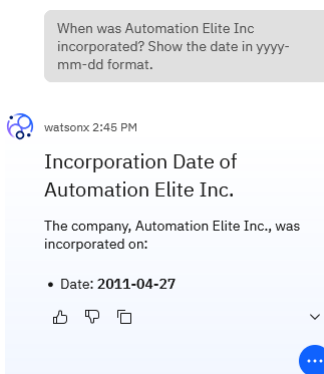 When was Automation Elite Inc
incorporated? Show the date in yyyy-
mm-dd format.
watsonx 2:45 PM
Incorporation Date of
Automation Elite Inc.
The company, Automation Elite Inc., was
incorporated on:
• Date: 2011-04-27